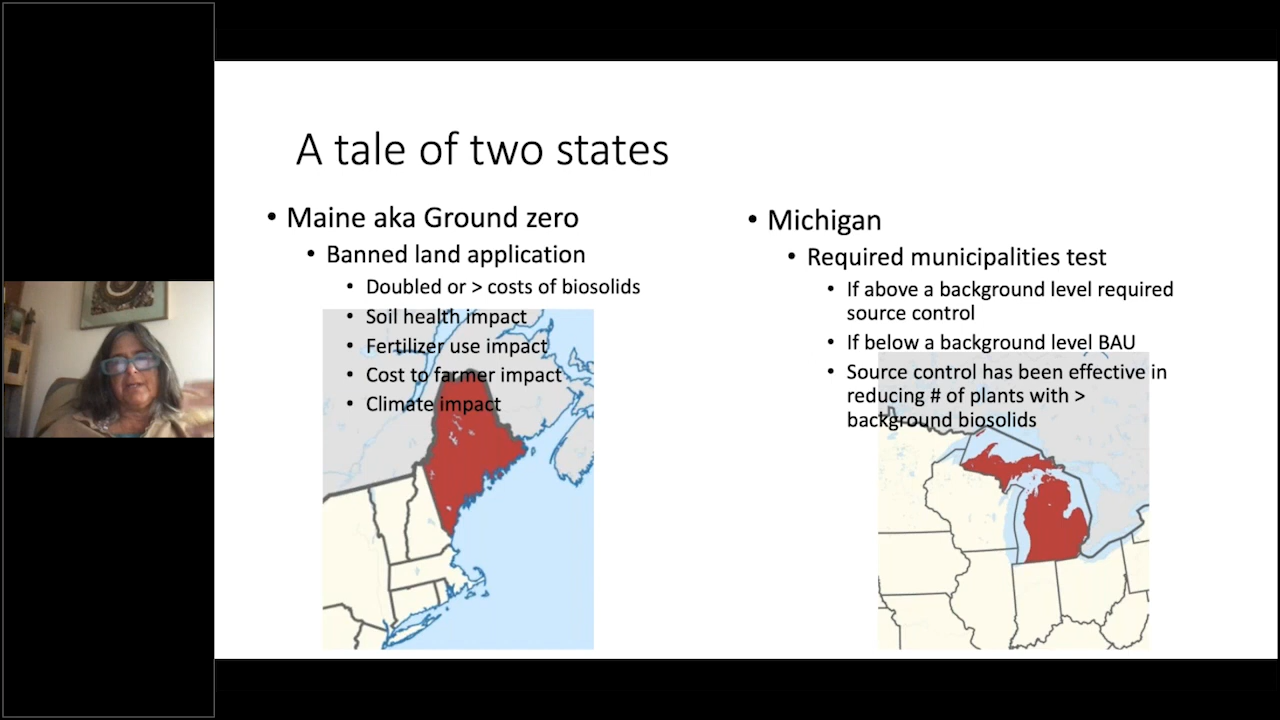 A tale of two states
• Maine aka Ground zero
• Banned land application
• Doubled or > costs of biosolids
• Soil health impact
• Fertilizer use impact
• Cost to farmer impact
• Climate impact
• Michigan
• Required municipalities test
• If above a background level required
source control
• If below a background level BAU
• Source control has been effective in
reducing # of plants with >
background biosolids